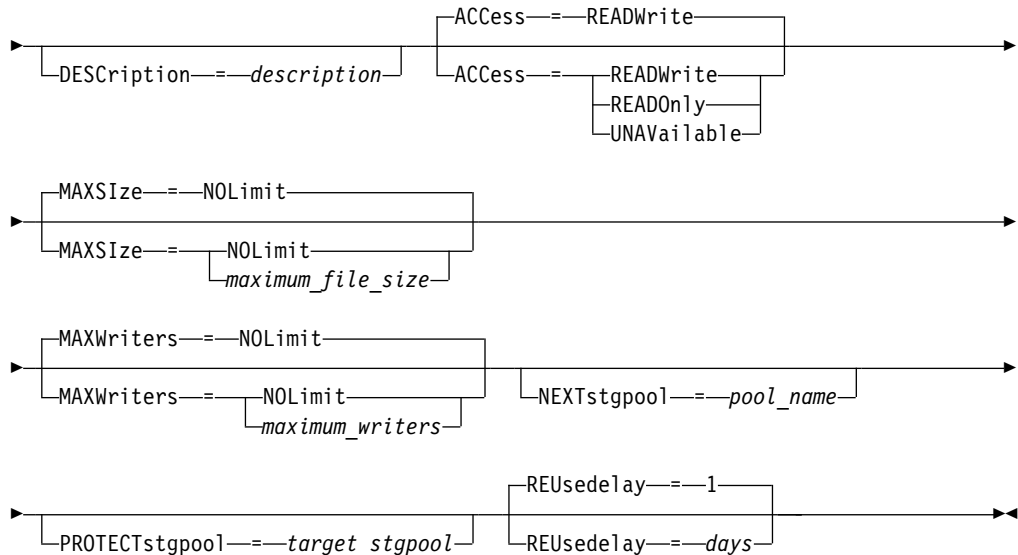 ACCess = READWrite
DESCription = description ACCess = READWrite
READOnly
UNAVailable
MAXSIze = NOLimit
MAXSIze = NOLimit
maximum_file_size
MAXWriters = NOLimit
MAXWriters = NOLimit NEXTstgpool = pool_name
maximum_writers
REUsedelay = 1
PROTECTstgpool = target stgpool REUsedelay = days